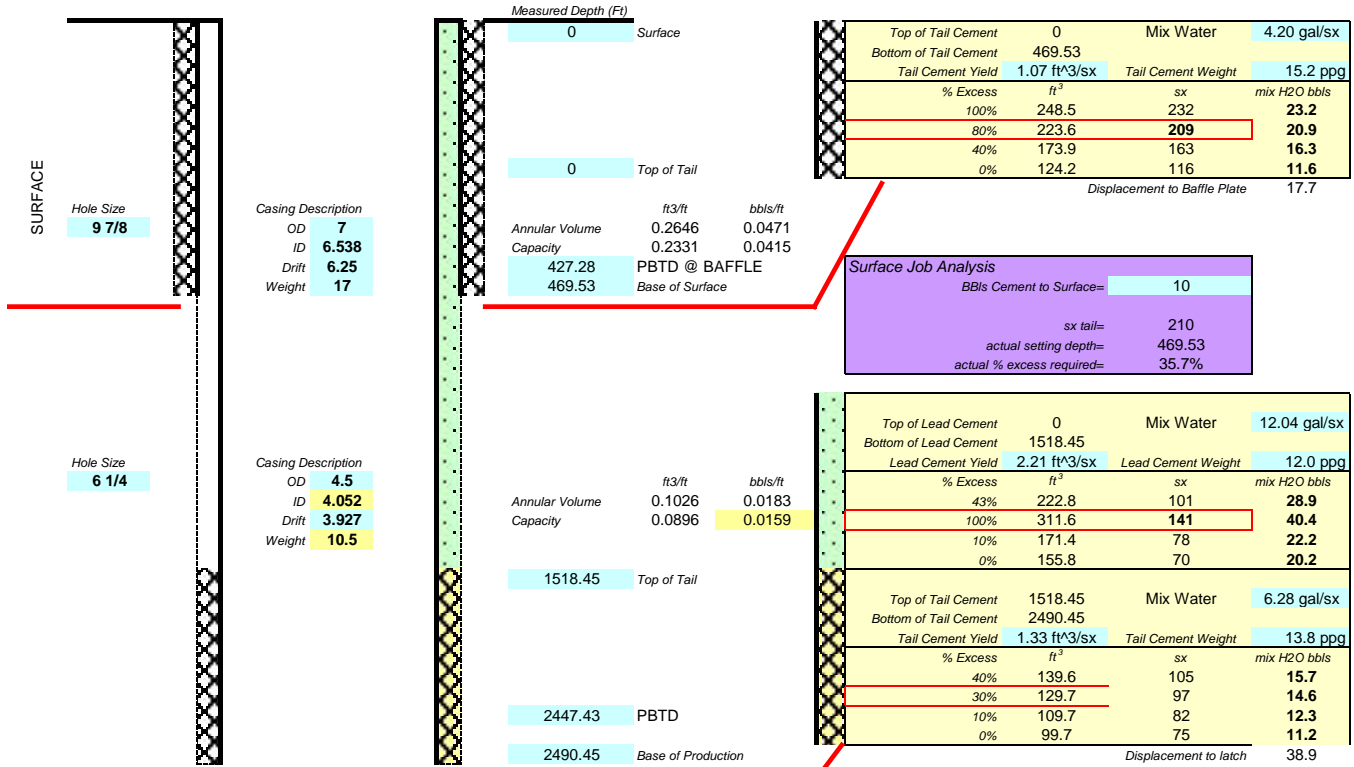 Measured Depth (Ft)
0 Surface
0 Top of Tail
SURFACE
Hole Size
9 7/8
Casing Description
OD 7
ID 6.538
Drift 6.25
Weight 17
ft3/ft bbls/ft
Annular Volume 0.2646 0.0471
Capacity 0.2331 0.0415
427.28 PBTD @ BAFFLE
469.53 Base of Surface
Top of Tail Cement 0 Mix Water 4.20 gal/sx
Bottom of Tail Cement 469.53
Tail Cement Yield 1.07 ft^3/sx Tail Cement Weight 15.2 ppg
% Excess ft³ sx mix H2O bbls
100% 248.5 232 23.2
80% 223.6 209 20.9
40% 173.9 163 16.3
0% 124.2 116 11.6
Displacement to Baffle Plate 17.7
Surface Job Analysis
BBls Cement to Surface= 10
sx tail= 210
actual setting depth= 469.53
actual % excess required= 35.7%
Hole Size
6 1/4
Casing Description
OD 4.5
ID 4.052
Drift 3.927
Weight 10.5
ft3/ft bbls/ft
Annular Volume 0.1026 0.0183
Capacity 0.0896 0.0159
1518.45 Top of Tail
2447.43 PBTD
2490.45 Base of Production
Top of Lead Cement 0 Mix Water 12.04 gal/sx
Bottom of Lead Cement 1518.45
Lead Cement Yield 2.21 ft^3/sx Lead Cement Weight 12.0 ppg
% Excess ft³ sx mix H2O bbls
43% 222.8 101 28.9
100% 311.6 141 40.4
10% 171.4 78 22.2
0% 155.8 70 20.2
Top of Tail Cement 1518.45 Mix Water 6.28 gal/sx
Bottom of Tail Cement 2490.45
Tail Cement Yield 1.33 ft^3/sx Tail Cement Weight 13.8 ppg
% Excess ft³ sx mix H2O bbls
40% 139.6 105 15.7
30% 129.7 97 14.6
10% 109.7 82 12.3
0% 99.7 75 11.2
Displacement to latch 38.9